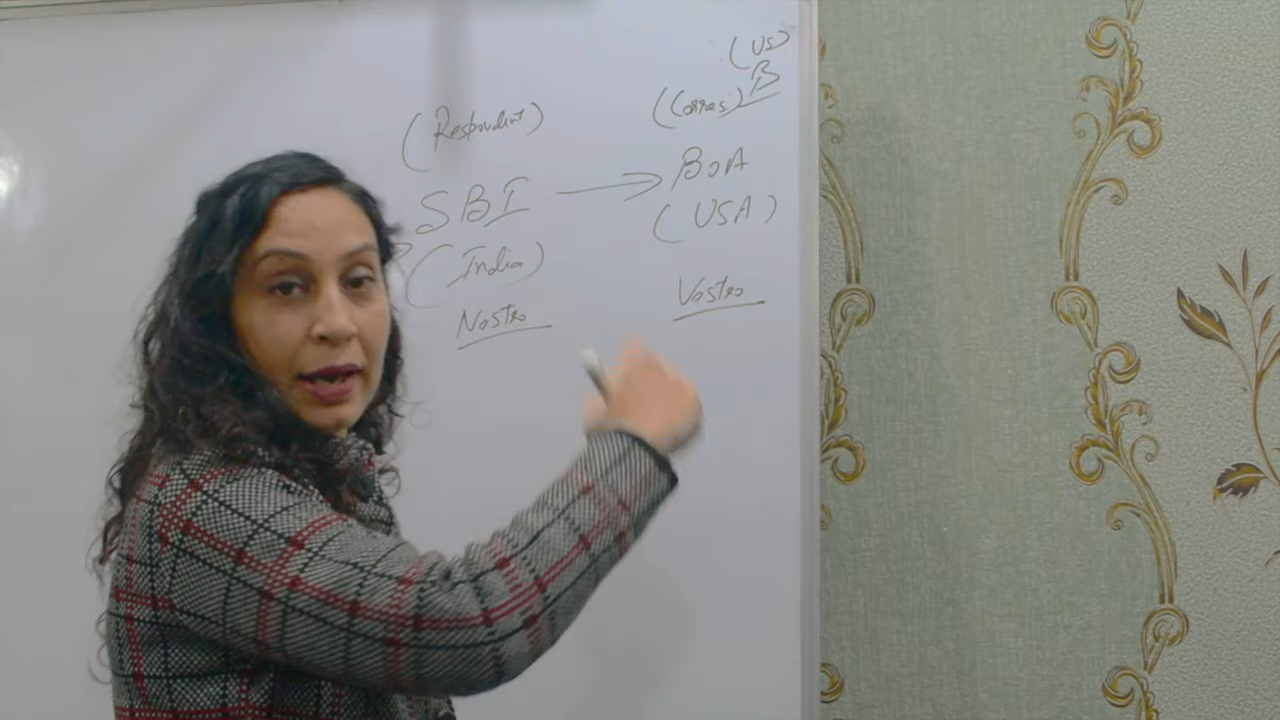 (US)
B
(Respondent) (Corres.)
SBI → BOA
(India) (USA)
Nostro Vostro